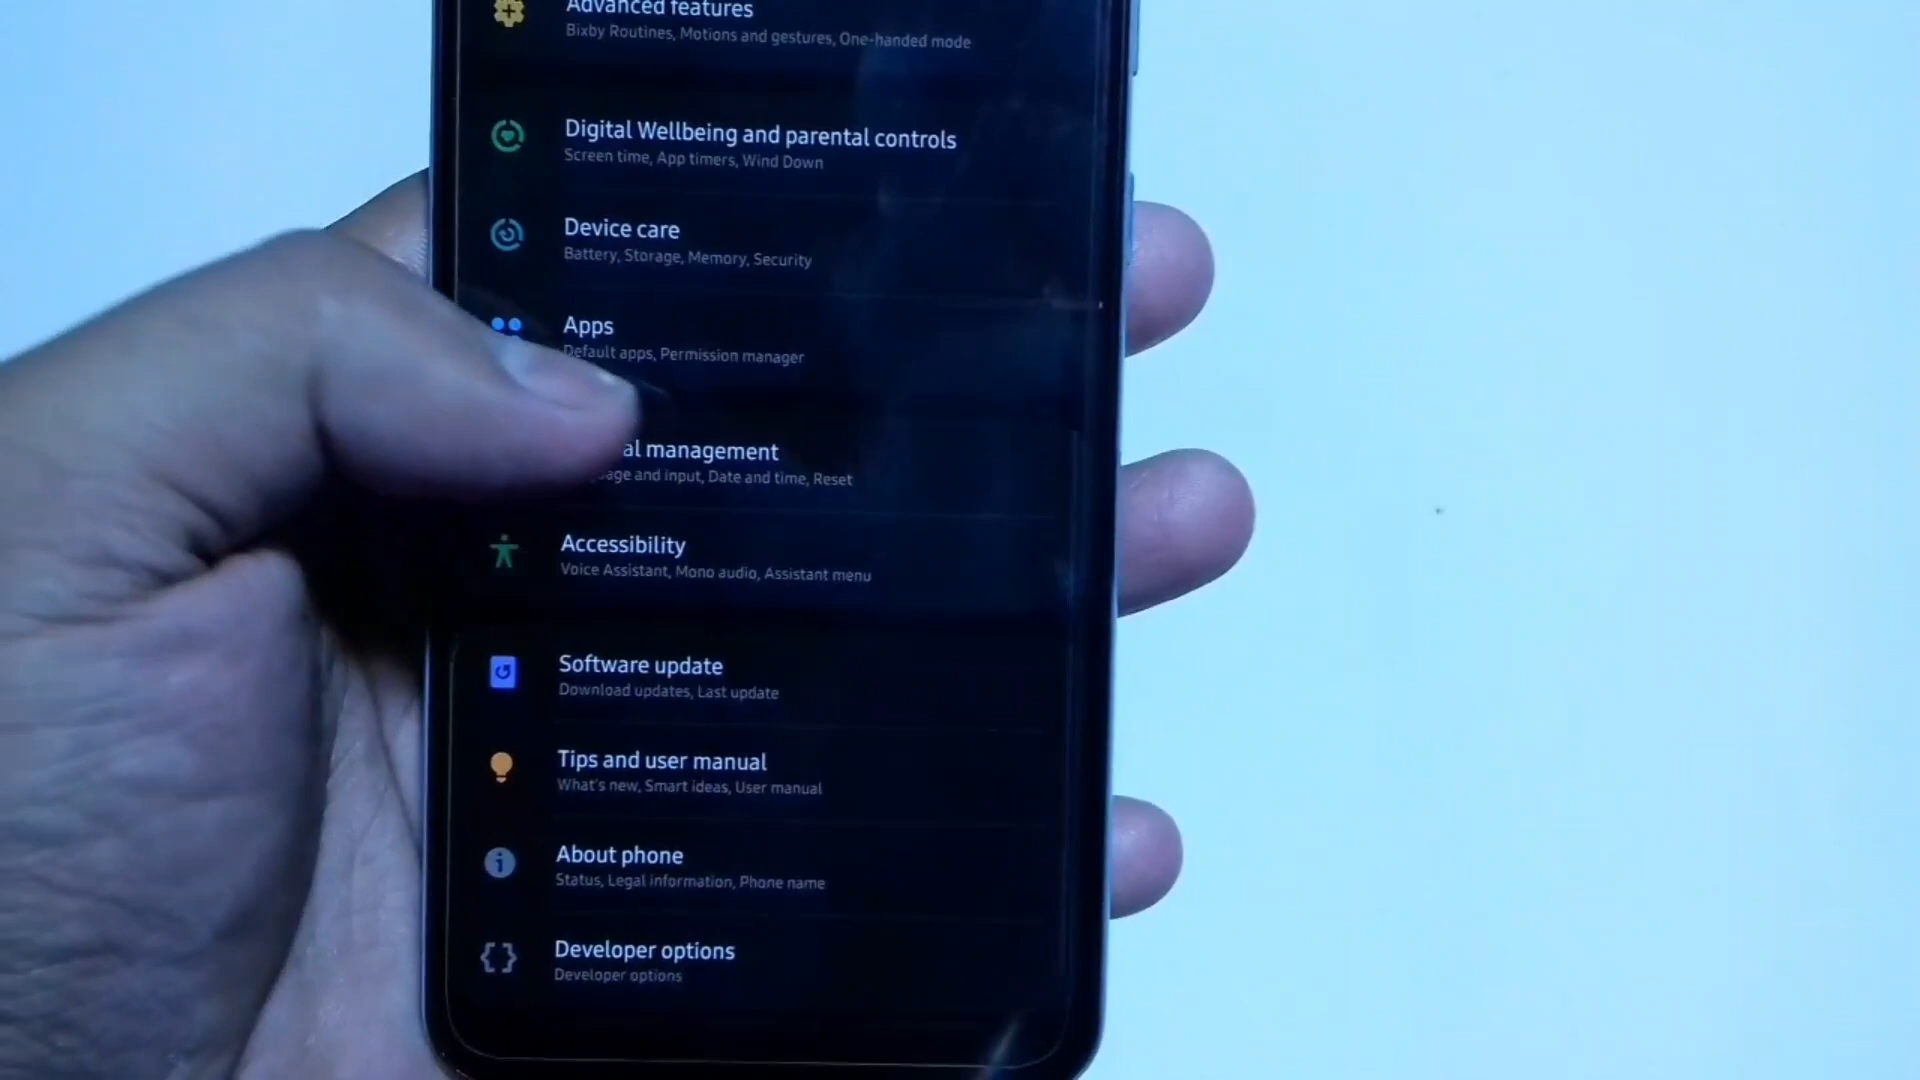 Advanced features
Bixby Routines, Motions and gestures, One-handed mode
Digital Wellbeing and parental controls
Screen time, App timers, Wind Down
Device care
Battery, Storage, Memory, Security
Apps
Default apps, Permission manager
al management
age and input, Date and time, Reset
Accessibility
Voice Assistant, Mono audio, Assistant menu
Software update
Download updates, Last update
Tips and user manual
What's new, Smart ideas, User manual
About phone
Status, Legal information, Phone name
Developer options
Developer options